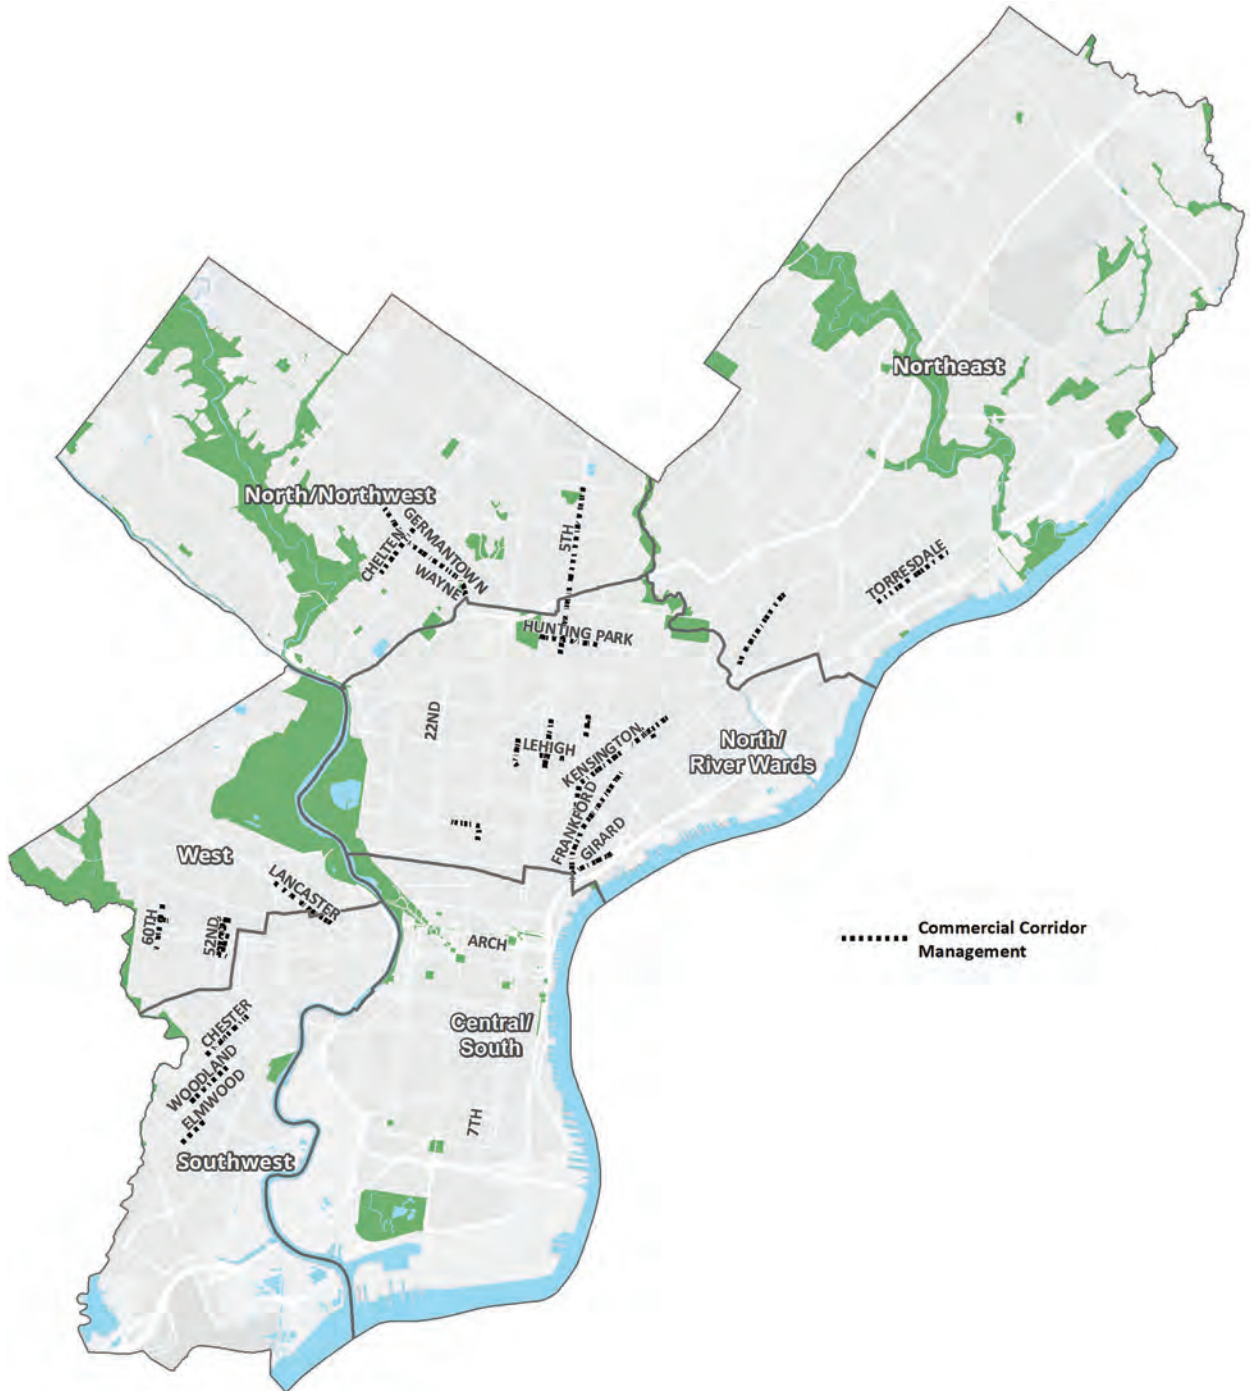 Northeast
North/Northwest
GERMANTOWN
CHELTEN
WAYNE
5TH
TORRESDALE
HUNTING PARK
22ND
LEHIGH
KENSINGTON
North/
River Wards
FRANKFORD
GIRARD
West
LANCASTER
60TH
52ND
ARCH
Commercial Corridor
Management
CHESTER
Central/
South
WOODLAND
ELMWOOD
7TH
Southwest